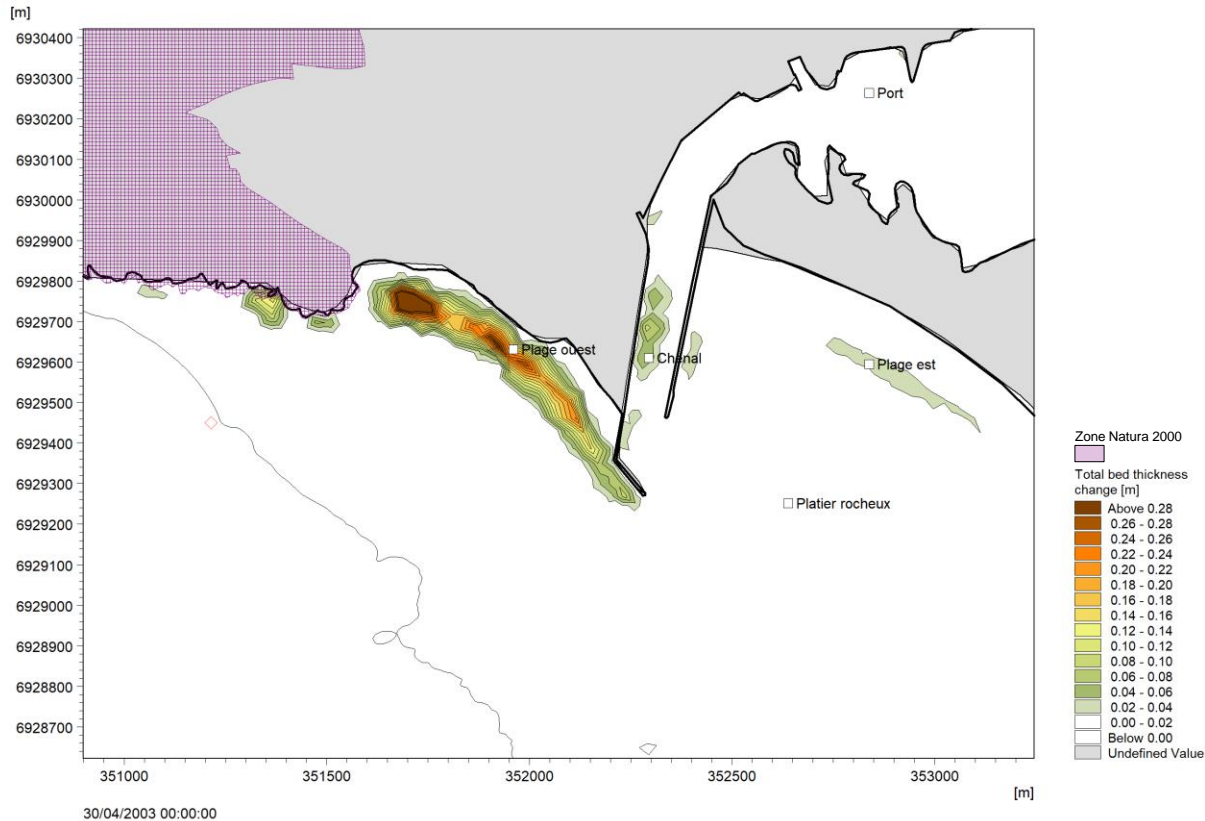 [m]
6930400
6930300
6930200
6930100
6930000
6929900
6929800
6929700
6929600
6929500
6929400
6929300
6929200
6929100
6929000
6928900
6928800
6928700
Port
Plage ouest
Chenal
Plage est
Platier rocheux
351000 351500 352000 352500 353000
[m]
30/04/2003 00:00:00
Zone Natura 2000
Total bed thickness
change [m]
Above 0.28
0.26 - 0.28
0.24 - 0.26
0.22 - 0.24
0.20 - 0.22
0.18 - 0.20
0.16 - 0.18
0.14 - 0.16
0.12 - 0.14
0.10 - 0.12
0.08 - 0.10
0.06 - 0.08
0.04 - 0.06
0.02 - 0.04
0.00 - 0.02
Below 0.00
Undefined Value